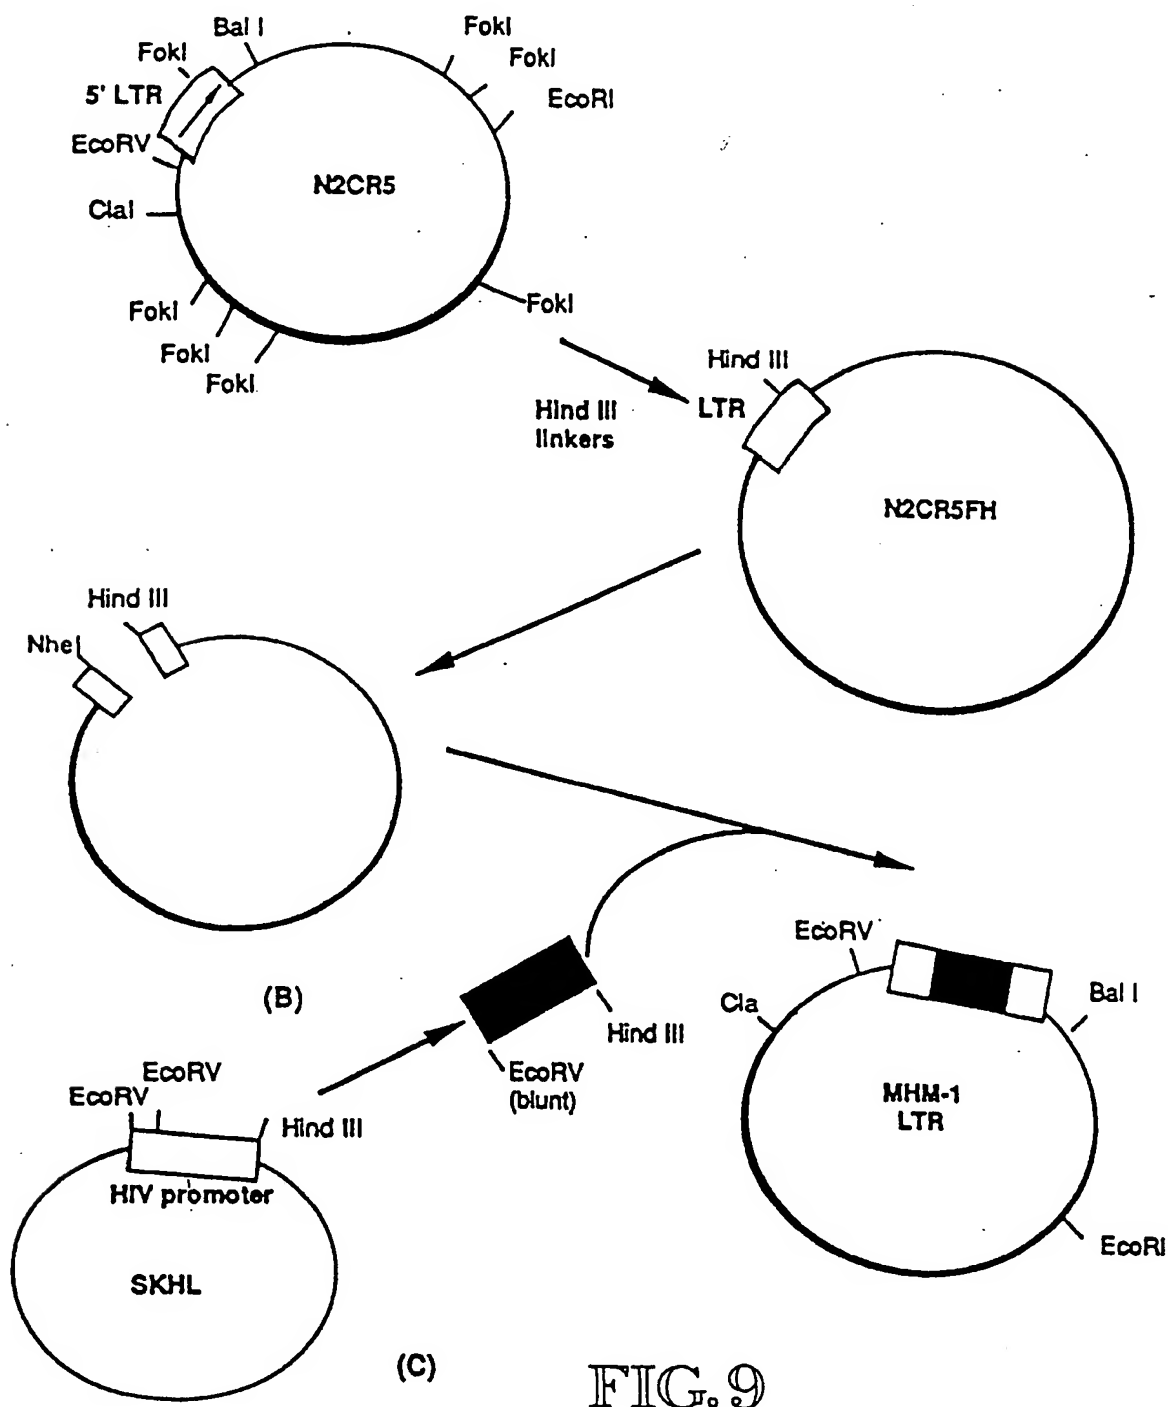 Bal I
FokI
FokI
FokI
5' LTR
EcoRI
EcoRV
N2CR5
ClaI
FokI
FokI
FokI
FokI
Hind III
LTR
Hind III
linkers
N2CR5FH
Hind III
NheI
EcoRV
Cla
Bal I
(B)
Hind III
EcoRV
(blunt)
EcoRV
EcoRV
Hind III
MHM-1
LTR
HIV promoter
EcoRI
SKHL
(C)
FIG. 9